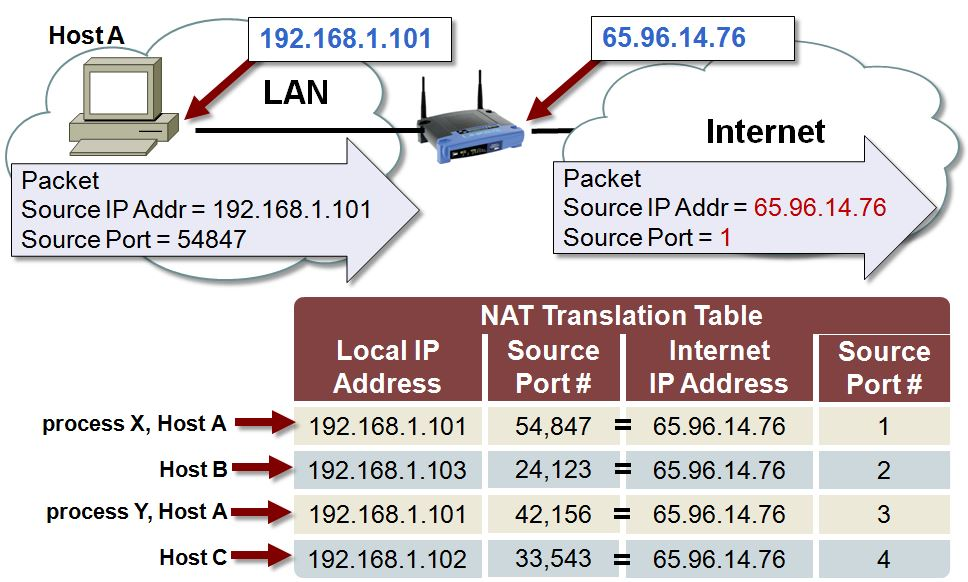 Host A
192.168.1.101
65.96.14.76
LAN
Internet
Packet
Source IP Addr = 192.168.1.101
Source Port = 54847
Packet
Source IP Addr = 65.96.14.76
Source Port = 1
NAT Translation Table
Local IP Address
Source Port #
Internet IP Address
Source Port #
process X, Host A 192.168.1.101 54,847 = 65.96.14.76 1
Host B 192.168.1.103 24,123 = 65.96.14.76 2
process Y, Host A 192.168.1.101 42,156 = 65.96.14.76 3
Host C 192.168.1.102 33,543 = 65.96.14.76 4